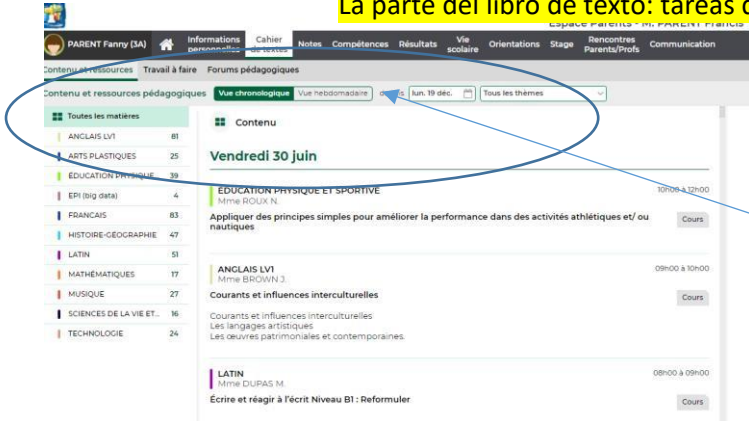 La parte del libro de texto: tareas
Espace Parents - M. PARENT Francis
PARENT Fanny (3A) Informations personnelles Cahier de textes Notes Compétences Résultats Vie scolaire Orientations Stage Rencontres Parents/Profs Communication
Contenu et ressources Travail à faire Forums pédagogiques
Contenu et ressources pédagogiques Vue chronologique Vue hebdomadaire lun. 19 déc. Tous les thèmes
Toutes les matières
ANGLAIS LV1 81
ARTS PLASTIQUES 25
ÉDUCATION PHYSIQUE 39
EPI (big data) 4
FRANCAIS 83
HISTOIRE-GÉOGRAPHIE 47
LATIN 51
MATHÉMATIQUES 17
MUSIQUE 27
SCIENCES DE LA VIE ET... 16
TECHNOLOGIE 24
Contenu
Vendredi 30 juin
ÉDUCATION PHYSIQUE ET SPORTIVE 10h00 à 12h00
Mme ROUX N.
Appliquer des principes simples pour améliorer la performance dans des activités athlétiques et/ ou Cours
nautiques
ANGLAIS LV1 09h00 à 10h00
Mme BROWN J.
Courants et influences interculturelles Cours
Courants et influences interculturelles
Les langages artistiques
Les œuvres patrimoniales et contemporaines.
LATIN 08h00 à 09h00
Mme DUPAS M.
Écrire et réagir à l'écrit Niveau B1 : Reformuler Cours